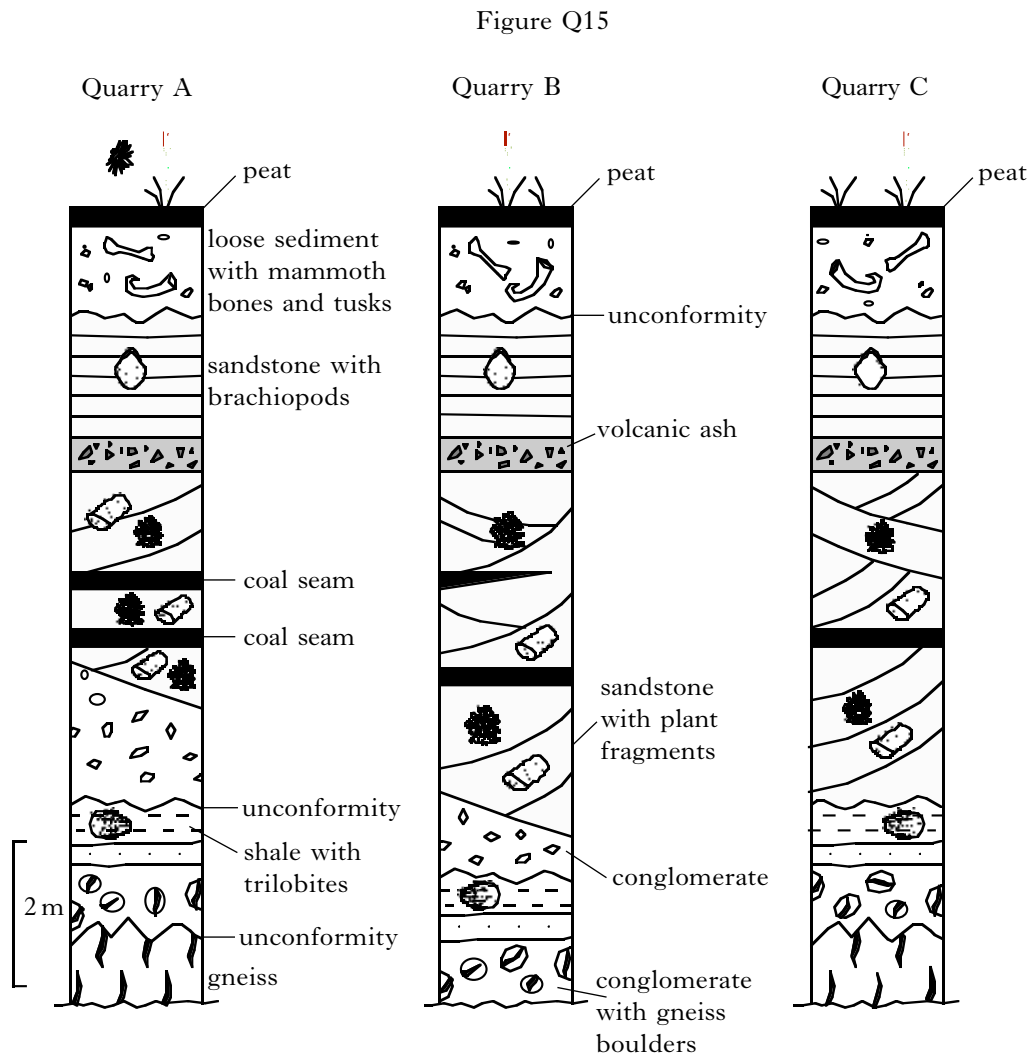 Figure Q15
Quarry A
Quarry B
Quarry C
peat
peat
peat
loose sediment
with mammoth
bones and tusks
unconformity
sandstone with
brachiopods
volcanic ash
coal seam
coal seam
sandstone
with plant
fragments
unconformity
shale with
trilobites
conglomerate
2 m
unconformity
gneiss
conglomerate
with gneiss
boulders